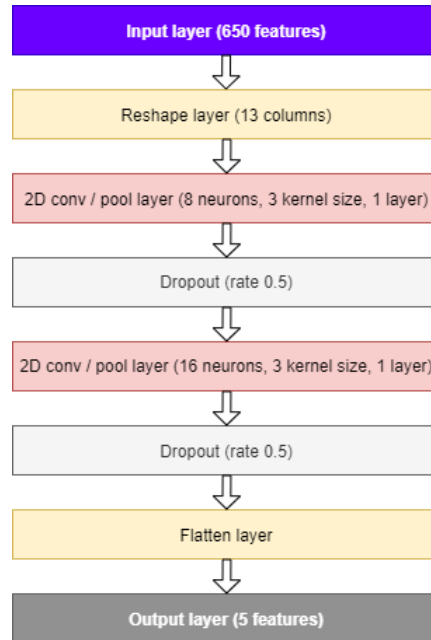 Input layer (650 features)
Reshape layer (13 columns)
2D conv / pool layer (8 neurons, 3 kernel size, 1 layer)
Dropout (rate 0.5)
2D conv / pool layer (16 neurons, 3 kernel size, 1 layer)
Dropout (rate 0.5)
Flatten layer
Output layer (5 features)